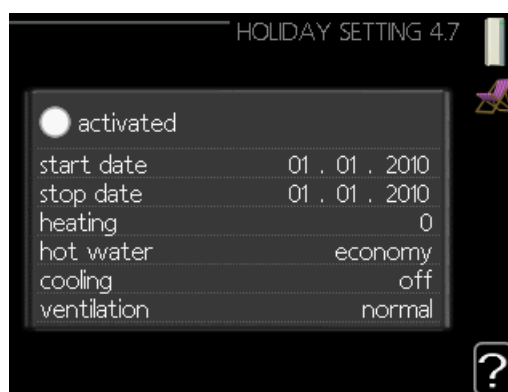 HOLIDAY SETTING 4.7
activated
start date 01 . 01 . 2010
stop date 01 . 01 . 2010
heating 0
hot water economy
cooling off
ventilation normal
?